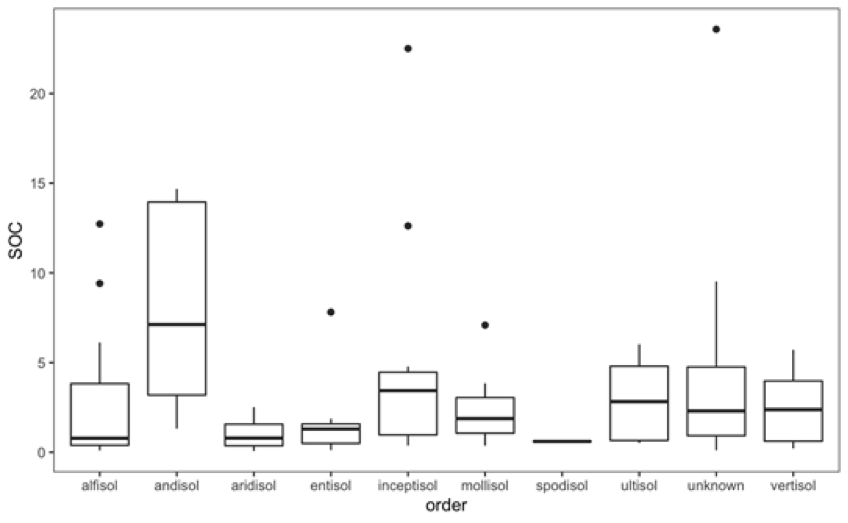 20
15
10
5
0
SOC
alfisol andisol aridisol entisol inceptisol mollisol spodisol ultisol unknown vertisol
order